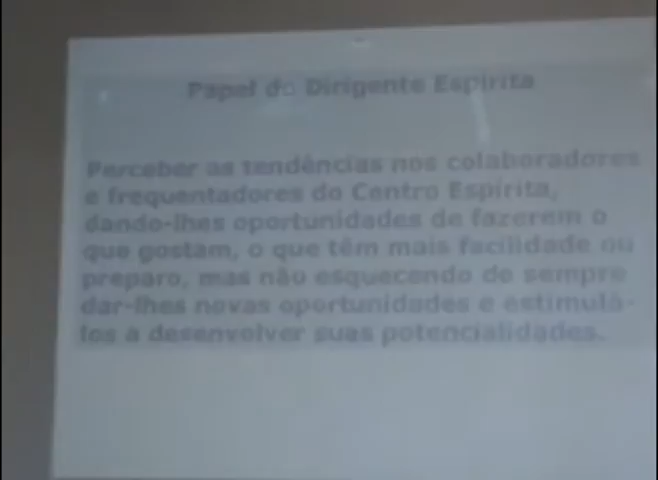 Papel do Dirigente Espírita
Perceber as tendências nos colaboradores
e frequentadores do Centro Espírita,
dando-lhes oportunidades de fazerem o
que gostam, o que têm mais facilidade ou
preparo, mas não esquecendo de sempre
dar-lhes novas oportunidades e estimulá-
los a desenvolver suas potencialidades.